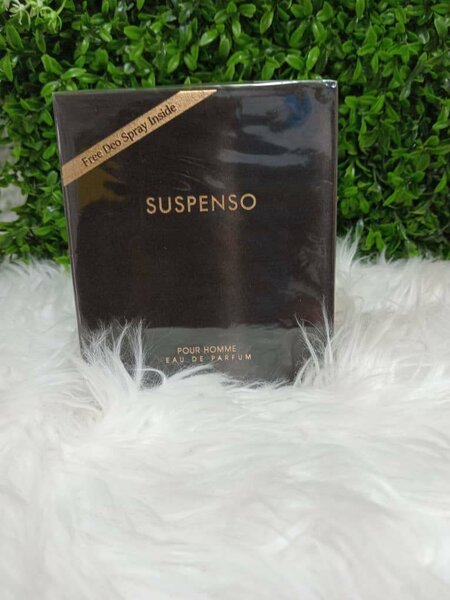 Free Deo Spray Inside
SUSPENSO
POUR HOMME
EAU DE PARFUM